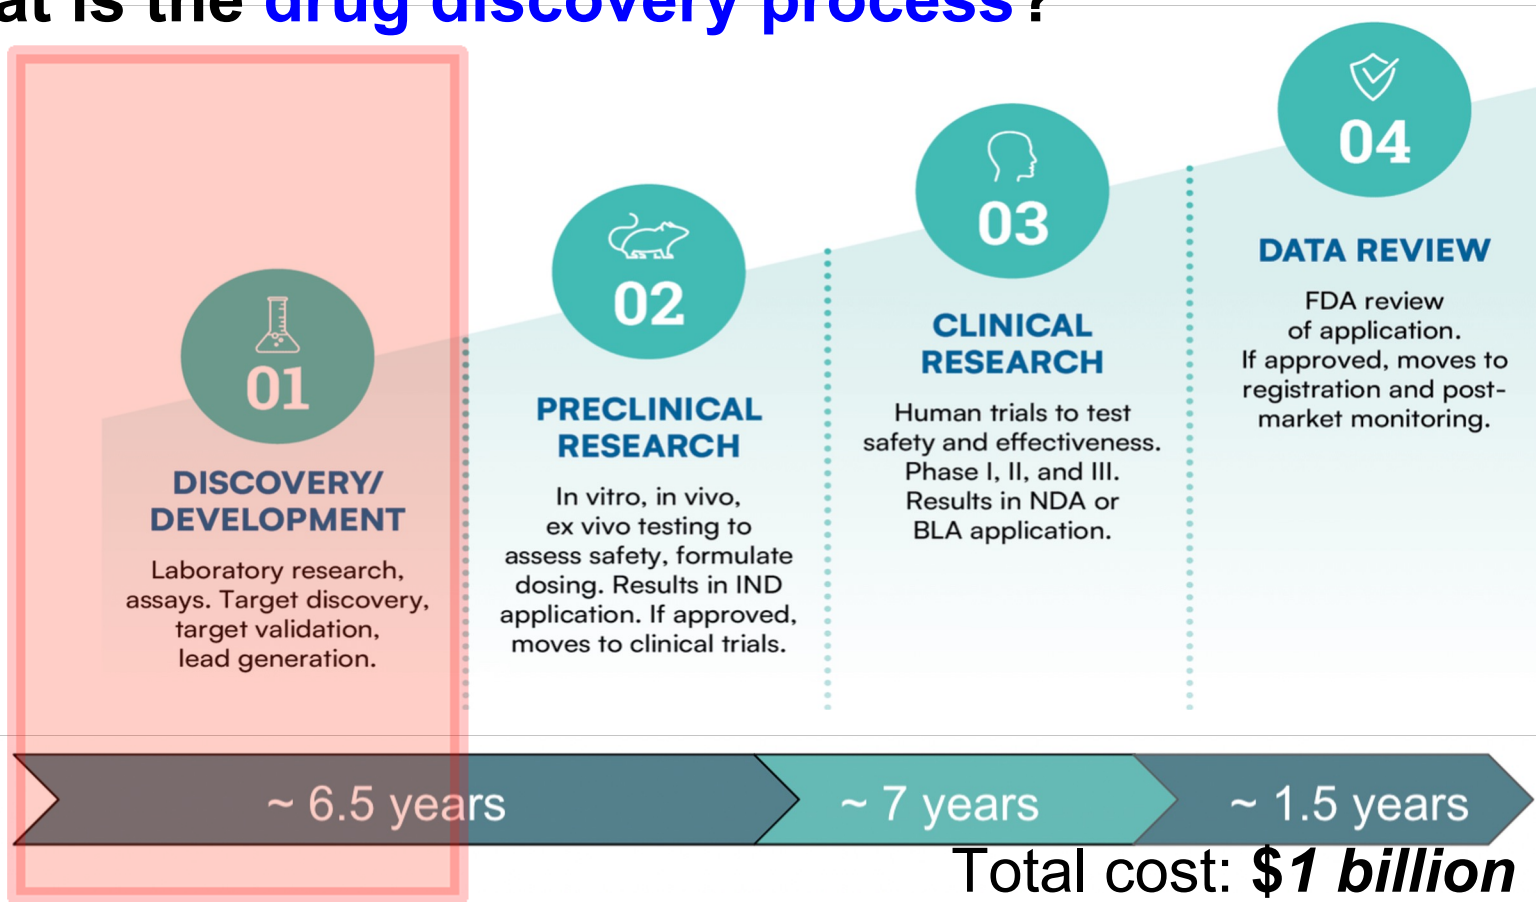 at is the drug discovery process?
01
DISCOVERY/
DEVELOPMENT
Laboratory research,
assays. Target discovery,
target validation,
lead generation.
02
PRECLINICAL
RESEARCH
In vitro, in vivo,
ex vivo testing to
assess safety, formulate
dosing. Results in IND
application. If approved,
moves to clinical trials.
03
CLINICAL
RESEARCH
Human trials to test
safety and effectiveness.
Phase I, II, and III.
Results in NDA or
BLA application.
04
DATA REVIEW
FDA review
of application.
If approved, moves to
registration and post-
market monitoring.
~ 6.5 years
~ 7 years
~ 1.5 years
Total cost: $1 billion